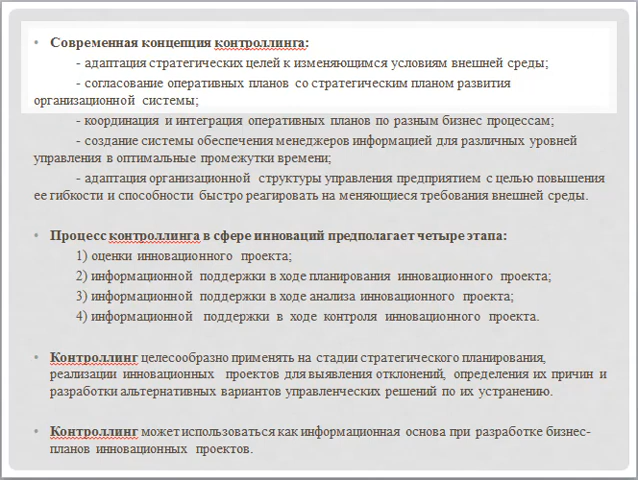 • Современная концепция контроллинга:
- адаптация стратегических целей к изменяющимся условиям внешней среды;
- согласование оперативных планов со стратегическим планом развития
организационной системы;
- координация и интеграция оперативных планов по разным бизнес процессам;
- создание системы обеспечения менеджеров информацией для различных уровней
управления в оптимальные промежутки времени;
- адаптация организационной структуры управления предприятием с целью повышения
ее гибкости и способности быстро реагировать на меняющиеся требования внешней среды.
• Процесс контроллинга в сфере инноваций предполагает четыре этапа:
1) оценки инновационного проекта;
2) информационной поддержки в ходе планирования инновационного проекта;
3) информационной поддержки в ходе анализа инновационного проекта;
4) информационной поддержки в ходе контроля инновационного проекта.
• Контроллинг целесообразно применять на стадии стратегического планирования,
реализации инновационных проектов для выявления отклонений, определения их причин и
разработки альтернативных вариантов управленческих решений по их устранению.
• Контроллинг может использоваться как информационная основа при разработке бизнес-
планов инновационных проектов.